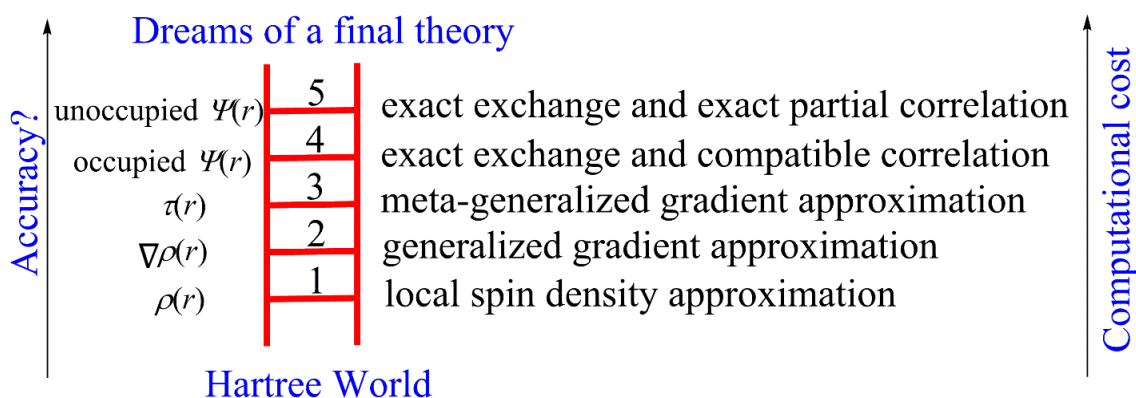 Dreams of a final theory
Accuracy?
Computational cost
unoccupied Ψ(r) 5 exact exchange and exact partial correlation
occupied Ψ(r) 4 exact exchange and compatible correlation
τ(r) 3 meta-generalized gradient approximation
∇ρ(r) 2 generalized gradient approximation
ρ(r) 1 local spin density approximation
Hartree World